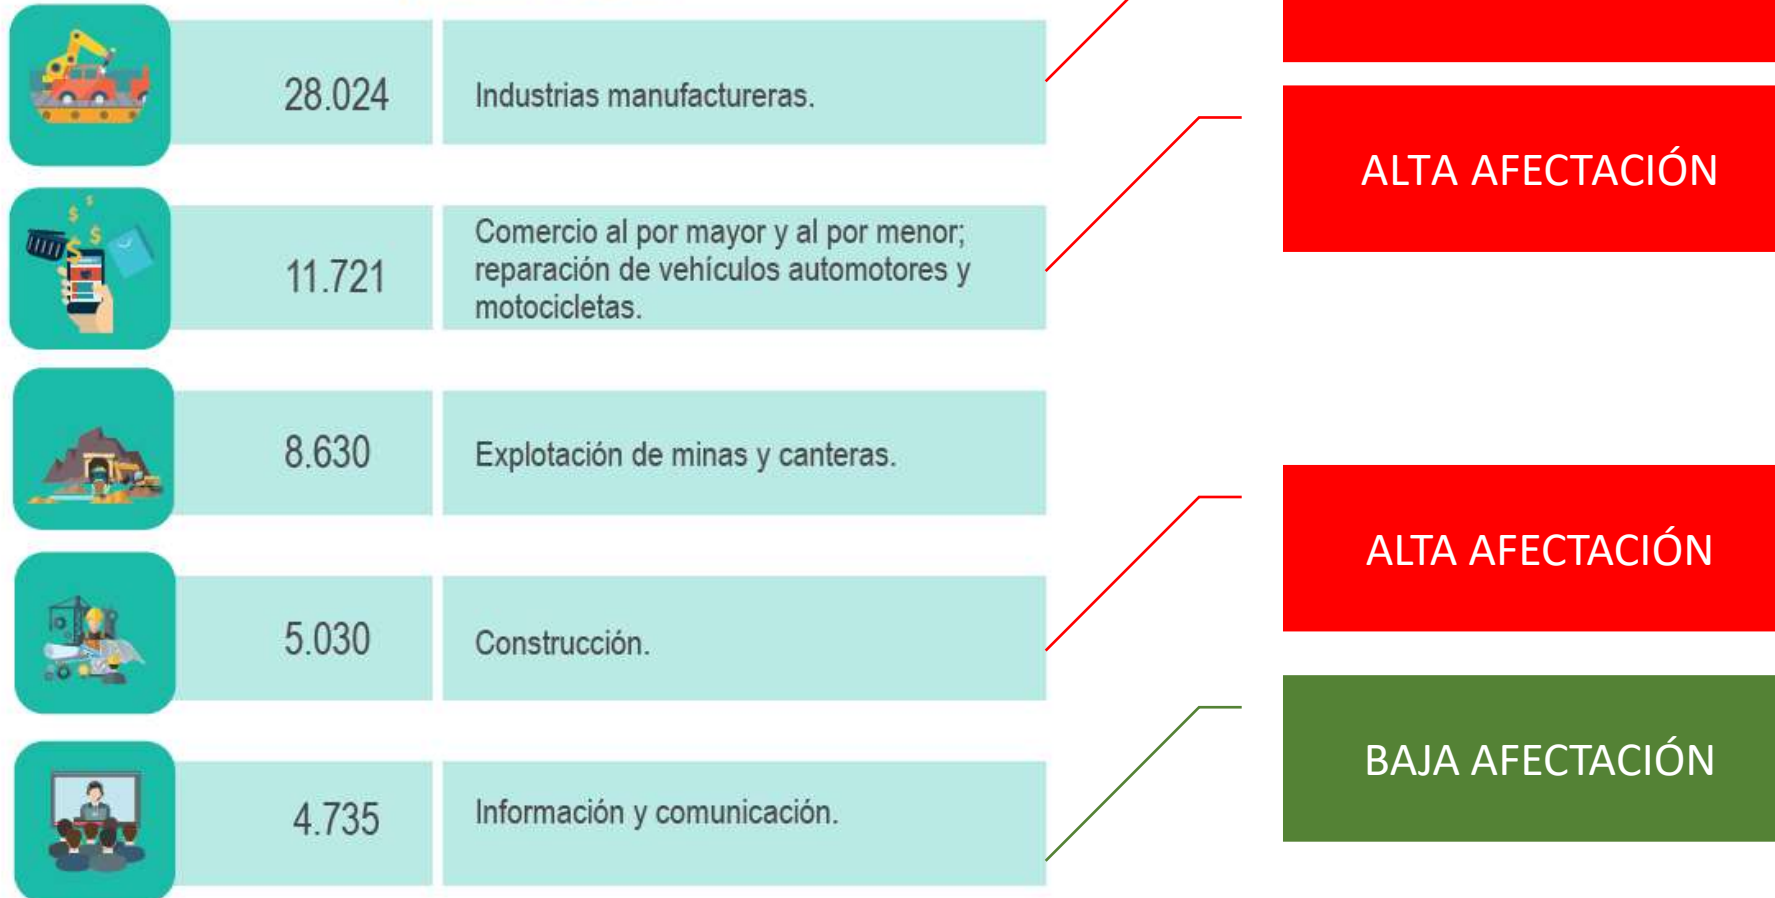 28.024
Industrias manufactureras.
ALTA AFECTACIÓN
11.721
Comercio al por mayor y al por menor;
reparación de vehículos automotores y
motocicletas.
8.630
Explotación de minas y canteras.
ALTA AFECTACIÓN
5.030
Construcción.
BAJA AFECTACIÓN
4.735
Información y comunicación.